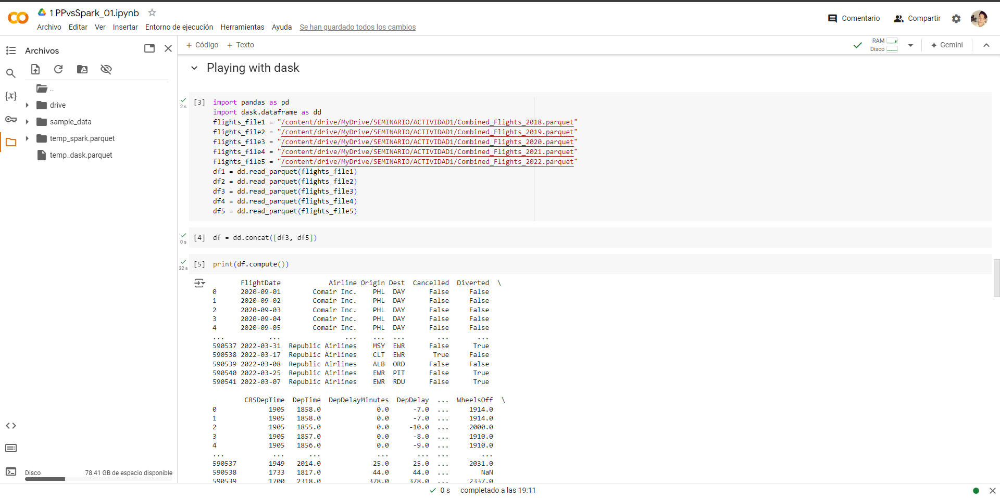 1 PPvsSpark_01.ipynb
Archivo Editar Ver Insertar Entorno de ejecución Herramientas Ayuda Se han guardado todos los cambios
Comentario Compartir
Archivos
+ Código + Texto
RAM
Disco
Gemini
..
drive
sample_data
temp_spark.parquet
temp_dask.parquet
{x}
Disco 78.41 GB de espacio disponible
Playing with dask
2 s
[3] import pandas as pd
import dask.dataframe as dd
flights_file1 = "/content/drive/MyDrive/SEMINARIO/ACTIVIDAD1/Combined_Flights_2018.parquet"
flights_file2 = "/content/drive/MyDrive/SEMINARIO/ACTIVIDAD1/Combined_Flights_2019.parquet"
flights_file3 = "/content/drive/MyDrive/SEMINARIO/ACTIVIDAD1/Combined_Flights_2020.parquet"
flights_file4 = "/content/drive/MyDrive/SEMINARIO/ACTIVIDAD1/Combined_Flights_2021.parquet"
flights_file5 = "/content/drive/MyDrive/SEMINARIO/ACTIVIDAD1/Combined_Flights_2022.parquet"
df1 = dd.read_parquet(flights_file1)
df2 = dd.read_parquet(flights_file2)
df3 = dd.read_parquet(flights_file3)
df4 = dd.read_parquet(flights_file4)
df5 = dd.read_parquet(flights_file5)
0 s
[4] df = dd.concat([df3, df5])
32 s
[5] print(df.compute())
FlightDate Airline Origin Dest Cancelled Diverted \
0 2020-09-01 Comair Inc. PHL DAY False False
1 2020-09-02 Comair Inc. PHL DAY False False
2 2020-09-03 Comair Inc. PHL DAY False False
3 2020-09-04 Comair Inc. PHL DAY False False
4 2020-09-05 Comair Inc. PHL DAY False False
... ... ... ... ... ... ...
590537 2022-03-31 Republic Airlines MSY EWR False True
590538 2022-03-17 Republic Airlines CLT EWR True False
590539 2022-03-08 Republic Airlines ALB ORD False False
590540 2022-03-25 Republic Airlines EWR PIT False True
590541 2022-03-07 Republic Airlines EWR RDU False True
CRSDepTime DepTime DepDelayMinutes DepDelay ... WheelsOff \
0 1905 1858.0 0.0 -7.0 ... 1914.0
1 1905 1858.0 0.0 -7.0 ... 1914.0
2 1905 1855.0 0.0 -10.0 ... 2000.0
3 1905 1857.0 0.0 -8.0 ... 1910.0
4 1905 1856.0 0.0 -9.0 ... 1910.0
... ... ... ... ... ... ...
590537 1949 2014.0 25.0 25.0 ... 2031.0
590538 1733 1817.0 44.0 44.0 ... NaN
590539 1700 2318.0 378.0 378.0 ... 2337.0
0 s completado a las 19:11